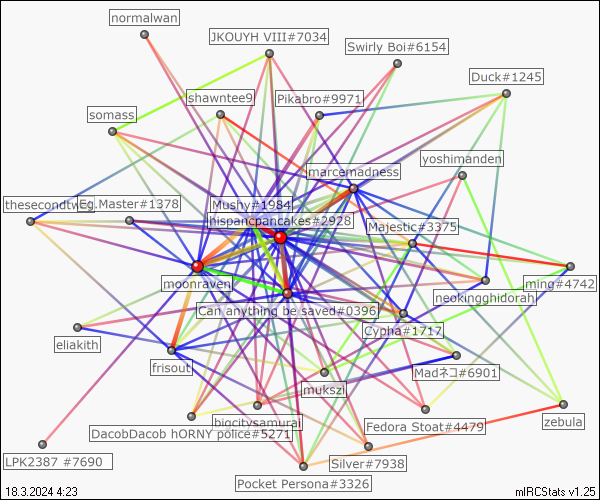 normalwan
JKOUYH VIII#7034
Swirly Boi#6154
Duck#1245
shawntee9
Pikabro#9971
somass
yoshimanden
marcemadness
Eg.Master#1378
Mushy#1984
hispanicpancakes#2928
Majestic#3375
moonraven
neokingghidorah
ming#4742
Can anything be saved#0396
Cypha#1717
eliakith
frisout
Madネコ#6901
mukszi
bigcitysamurai
zebula
Fedora Stoat#4479
DacobDacob hORNY police#5271
LPK2387 #7690
Silver#7938
Pocket Persona#3326
18.3.2024 4:23
mIRCStats v1.25